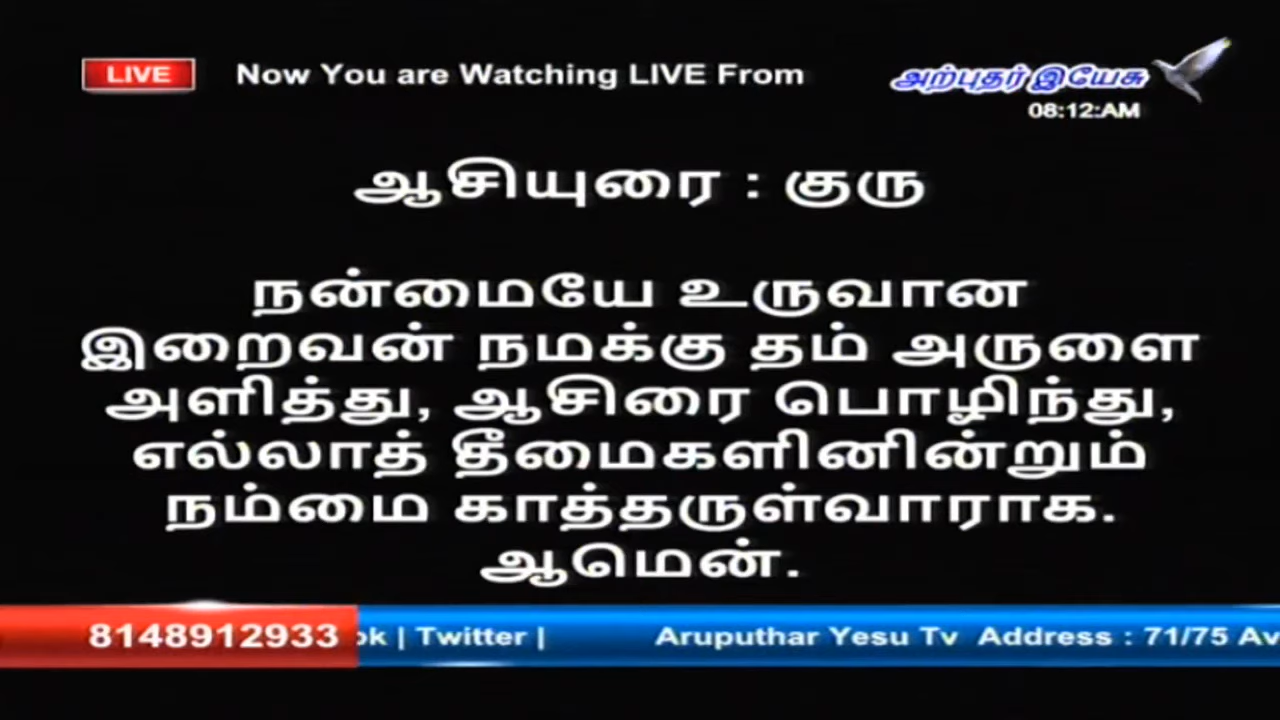 LIVE Now You are Watching LIVE From
அற்புதர் இயேசு
08:12:AM
ஆசியுரை : குரு
நன்மையே உருவான
இறைவன் நமக்கு தம் அருளை
அளித்து, ஆசிரை பொழிந்து,
எல்லாத் தீமைகளினின்றும்
நம்மை காத்தருள்வாராக.
ஆமென்.
8148912933 ok | Twitter | Aruputhar Yesu Tv Address : 71/75 Av